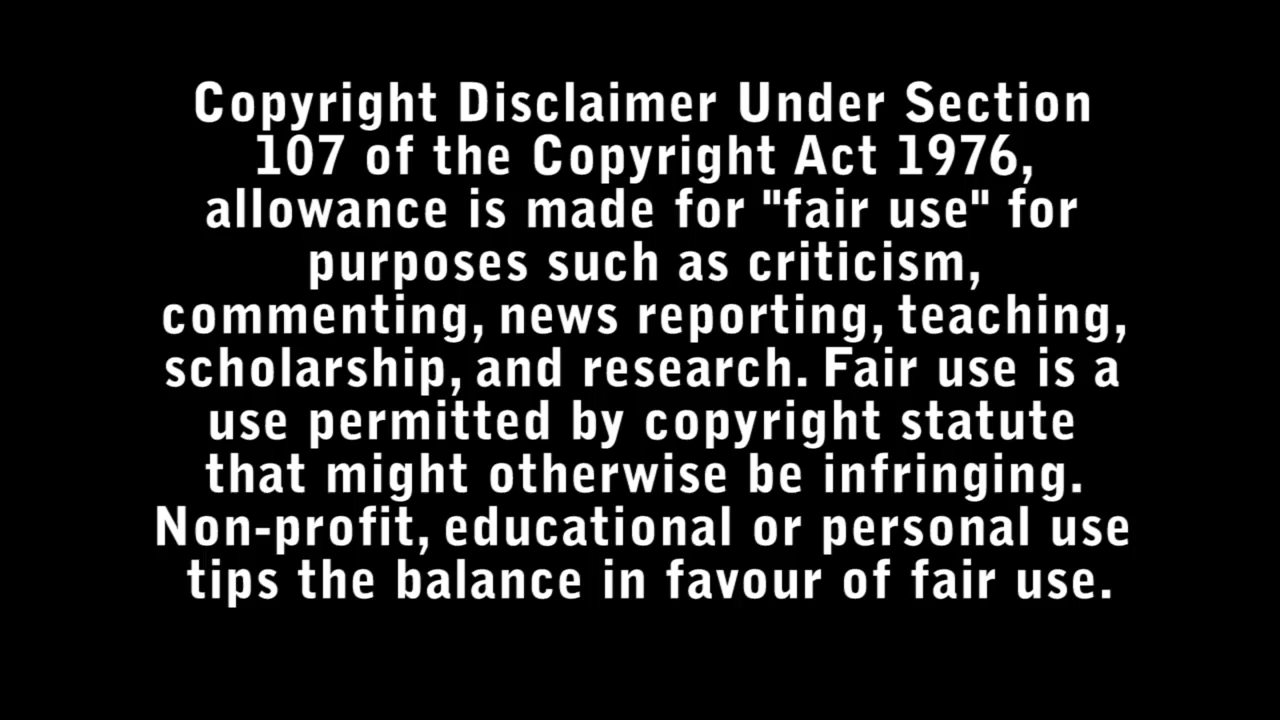 Copyright Disclaimer Under Section
107 of the Copyright Act 1976,
allowance is made for "fair use" for
purposes such as criticism,
commenting, news reporting, teaching,
scholarship, and research. Fair use is a
use permitted by copyright statute
that might otherwise be infringing.
Non-profit, educational or personal use
tips the balance in favour of fair use.